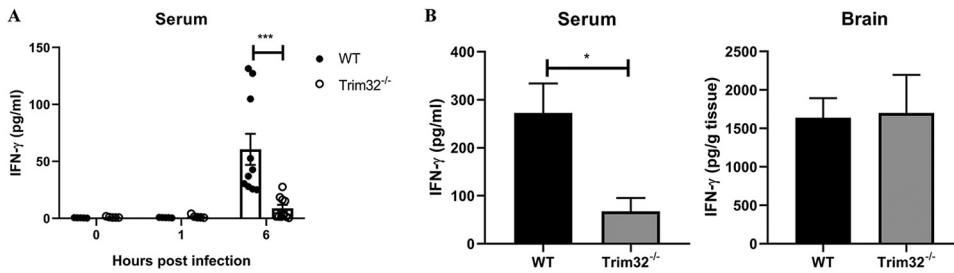 A
Serum
IFN-γ (pg/ml)
150
100
50
0
***
WT
Trim32-/-
0 1 6
Hours post infection
B
Serum
IFN-γ (pg/ml)
400
300
200
100
0
*
WT Trim32-/-
Brain
IFN-γ (pg/g tissue)
2500
2000
1500
1000
500
0
WT Trim32-/-